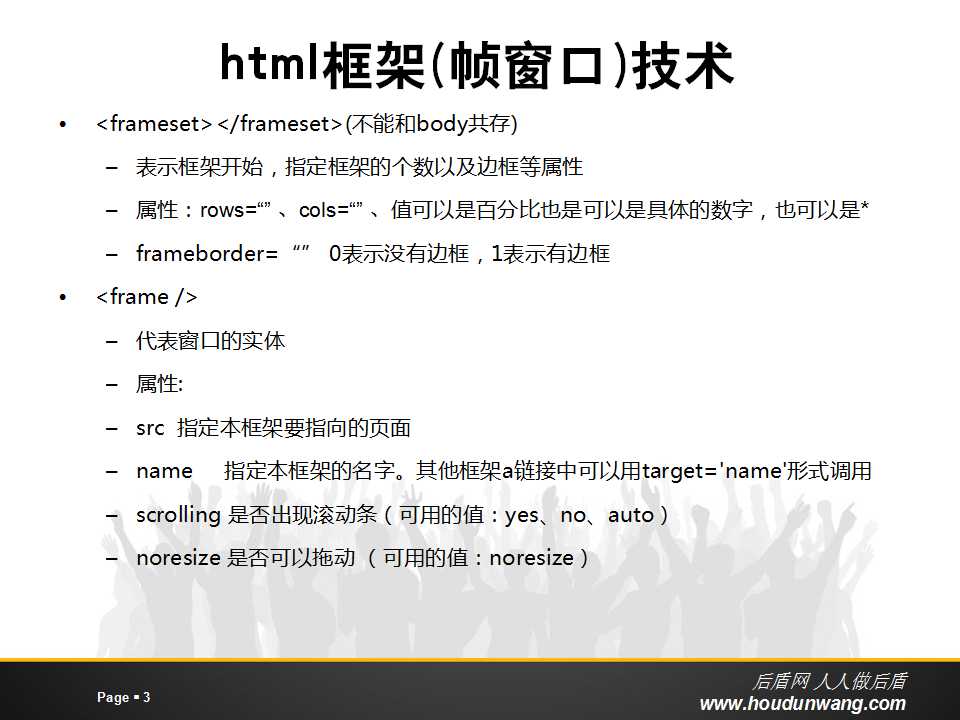 html框架(帧窗口)技术
• <frameset></frameset>(不能和body共存)
– 表示框架开始，指定框架的个数以及边框等属性
– 属性：rows=“” 、cols=“” 、值可以是百分比也是可以是具体的数字，也可以是*
– frameborder=“” 0表示没有边框，1表示有边框
• <frame />
– 代表窗口的实体
– 属性:
– src 指定本框架要指向的页面
– name 指定本框架的名字。其他框架a链接中可以用target='name'形式调用
– scrolling 是否出现滚动条（可用的值：yes、no、auto）
– noresize 是否可以拖动 （可用的值：noresize）
Page ▪ 3
后盾网 人人做后盾
www.houdunwang.com